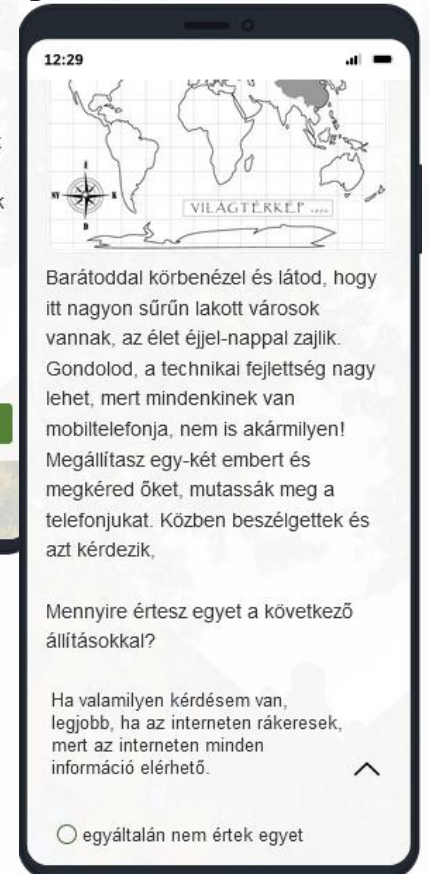 12:29
É
NY
K
D
VILÁGTÉRKÉP ....
Barátoddal körbenézel és látod, hogy
itt nagyon sűrűn lakott városok
vannak, az élet éjjel-nappal zajlik.
Gondolod, a technikai fejlettség nagy
lehet, mert mindenkinek van
mobiltelefonja, nem is akármilyen!
Megállítasz egy-két embert és
megkéred őket, mutassák meg a
telefonjukat. Közben beszélgettek és
azt kérdezik,
Mennyire értesz egyet a következő
állításokkal?
Ha valamilyen kérdésem van,
legjobb, ha az interneten rákeresek,
mert az interneten minden
információ elérhető.
egyáltalán nem értek egyet